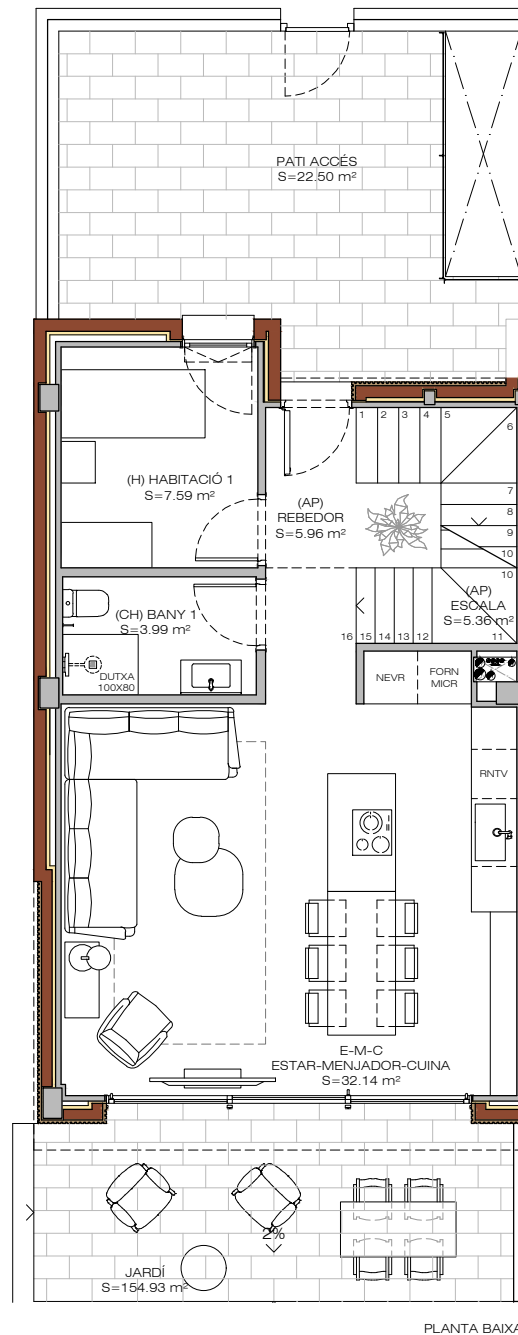 PATI ACCÉS
S=22.50 m²
1 2 3 4 5
6
7
8
9
10
10
11
16 15 14 13 12
(H) HABITACIÓ 1
S=7.59 m²
(AP)
REBEDOR
S=5.96 m²
(AP)
ESCALA
S=5.36 m²
(CH) BANY 1
S=3.99 m²
DUTXA
100X80
NEVR
FORN
MICR
RNTV
E-M-C
ESTAR-MENJADOR-CUINA
S=32.14 m²
2%
JARDÍ
S=154.93 m²
PLANTA BAIXA